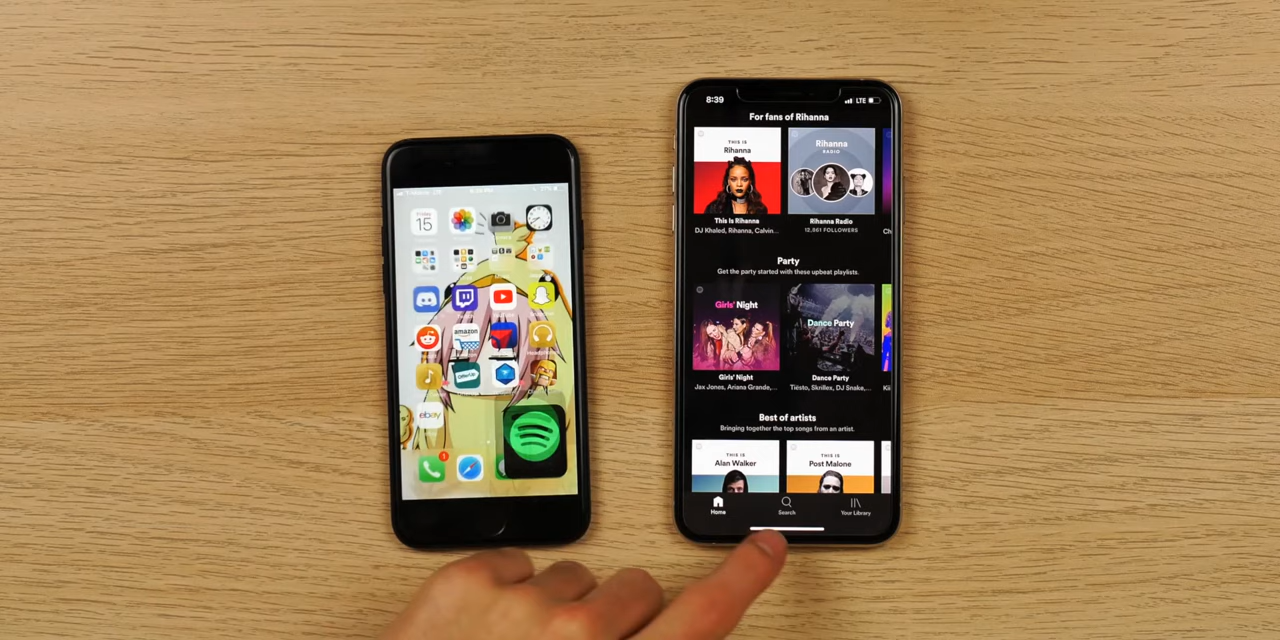 Friday
15
amazon
OfferUp
ebay
1
8:39
LTE
For fans of Rihanna
THIS IS
Rihanna
Rihanna
RADIO
This Is Rihanna
DJ Khaled, Rihanna, Calvin...
Rihanna Radio
12,561 FOLLOWERS
Ch
Party
Get the party started with these upbeat playlists.
Girls' Night
Dance Party
Girls' Night
Jax Jones, Ariana Grande,...
Dance Party
Tiësto, Skrillex, DJ Snake,...
Kii
Best of artists
Bringing together the top songs from an artist.
THIS IS
Alan Walker
THIS IS
Post Malone
Home
Search
Your Library